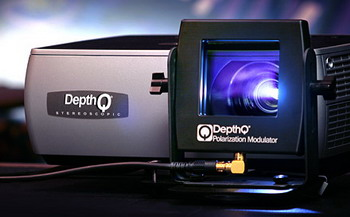 DepthQ
STEREOSCOPIC
DepthQ
Polarization Modulator